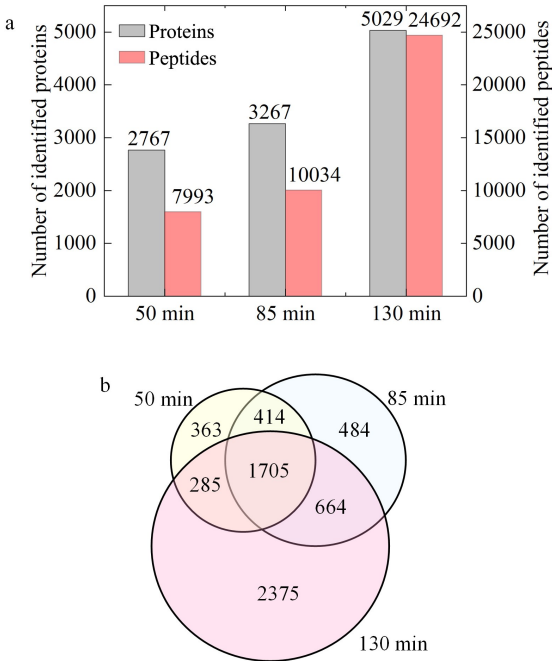 a
Number of identified proteins
5000
4000
3000
2000
1000
0
Proteins
Peptides
2767
7993
3267
10034
5029 24692
25000
20000
15000
10000
5000
0
Number of identified peptides
50 min
85 min
130 min
b
50 min
85 min
363
414
484
285
1705
664
2375
130 min